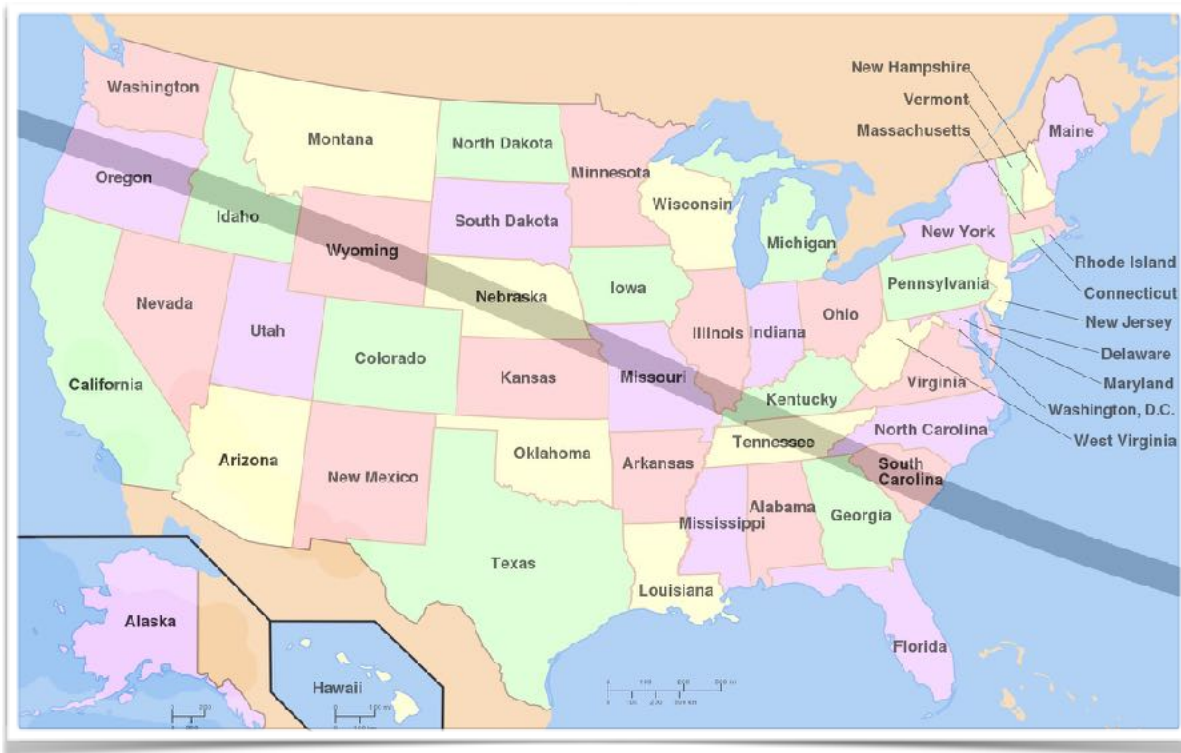 New Hampshire
Vermont
Washington
Massachusetts
Maine
Montana
North Dakota
Minnesota
Oregon
Wisconsin
Idaho
South Dakota
New York
Michigan
Wyoming
Rhode Island
Pennsylvania
Iowa
Connecticut
Nebraska
Nevada
Ohio
New Jersey
Utah
Illinois
Indiana
Colorado
Delaware
Kansas
Missouri
California
Virginia
Maryland
Kentucky
Washington, D.C.
North Carolina
West Virginia
Tennessee
Oklahoma
Arizona
Arkansas
South
Carolina
New Mexico
Alabama
Georgia
Mississippi
Texas
Louisiana
Alaska
Florida
Hawaii